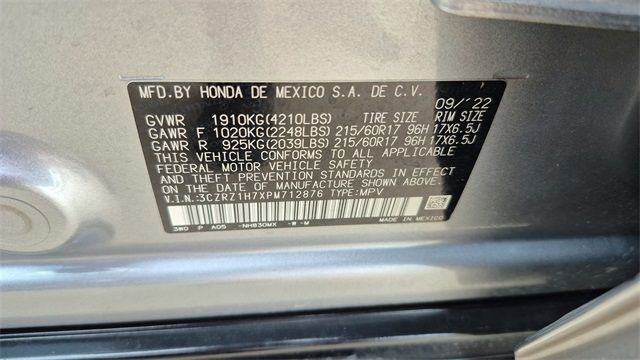 MFD.BY HONDA DE MEXICO S.A. DE C.V.
09/'22
GVWR 1910KG(4210LBS) TIRE SIZE RIM SIZE
GAWR F 1020KG(2248LBS) 215/60R17 96H 17X6.5J
GAWR R 925KG(2039LBS) 215/60R17 96H 17X6.5J
THIS VEHICLE CONFORMS TO ALL APPLICABLE
FEDERAL MOTOR VEHICLE SAFETY
AND THEFT PREVENTION STANDARDS IN EFFECT
ON THE DATE OF MANUFACTURE SHOWN ABOVE.
V.I.N.:3CZRZ1H7XPM712876 TYPE:MPV
3WD P A05 -NH830MX -B -M MADE IN MEXICO